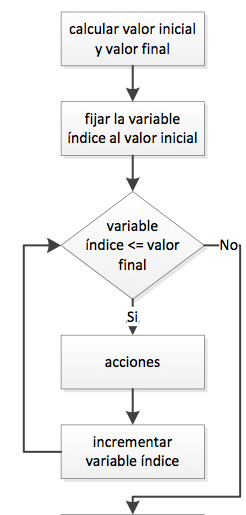 calcular valor inicial
y valor final
fijar la variable
índice al valor inicial
variable
índice <= valor
final
No
Si
acciones
incrementar
variable índice